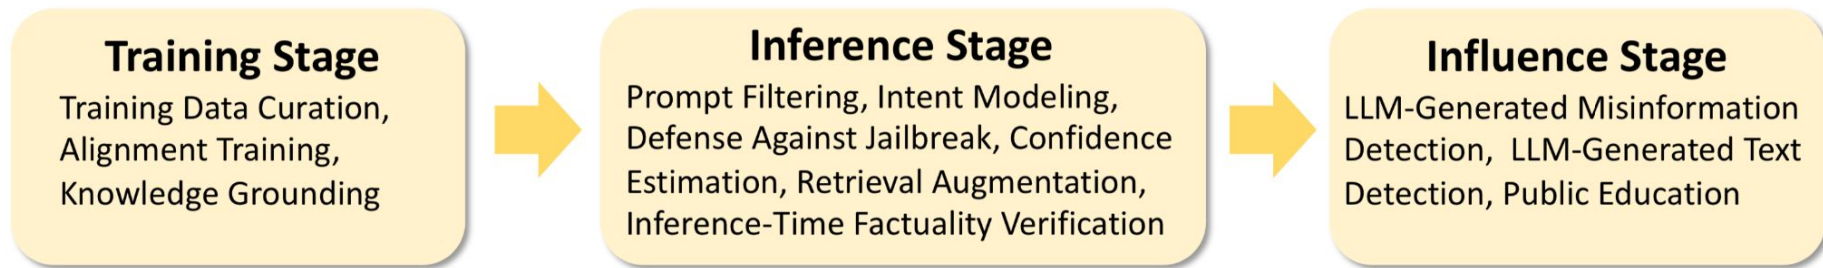 Training Stage
Training Data Curation,
Alignment Training,
Knowledge Grounding
Inference Stage
Prompt Filtering, Intent Modeling,
Defense Against Jailbreak, Confidence
Estimation, Retrieval Augmentation,
Inference-Time Factuality Verification
Influence Stage
LLM-Generated Misinformation
Detection, LLM-Generated Text
Detection, Public Education